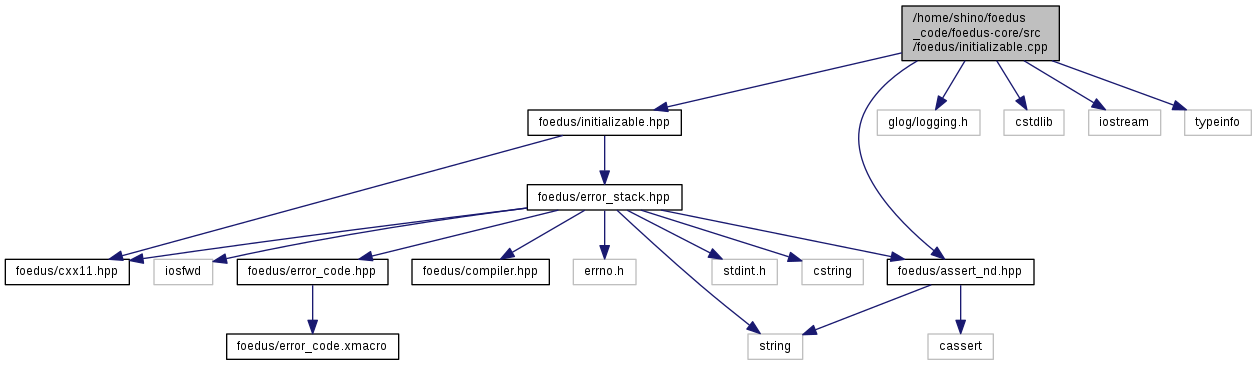 /home/shino/foedus
_code/foedus-core/src
/foedus/initializable.cpp
foedus/initializable.hpp
glog/logging.h
cstdlib
iostream
typeinfo
foedus/error_stack.hpp
foedus/cxx11.hpp
iosfwd
foedus/error_code.hpp
foedus/compiler.hpp
errno.h
stdint.h
cstring
foedus/assert_nd.hpp
foedus/error_code.xmacro
string
cassert